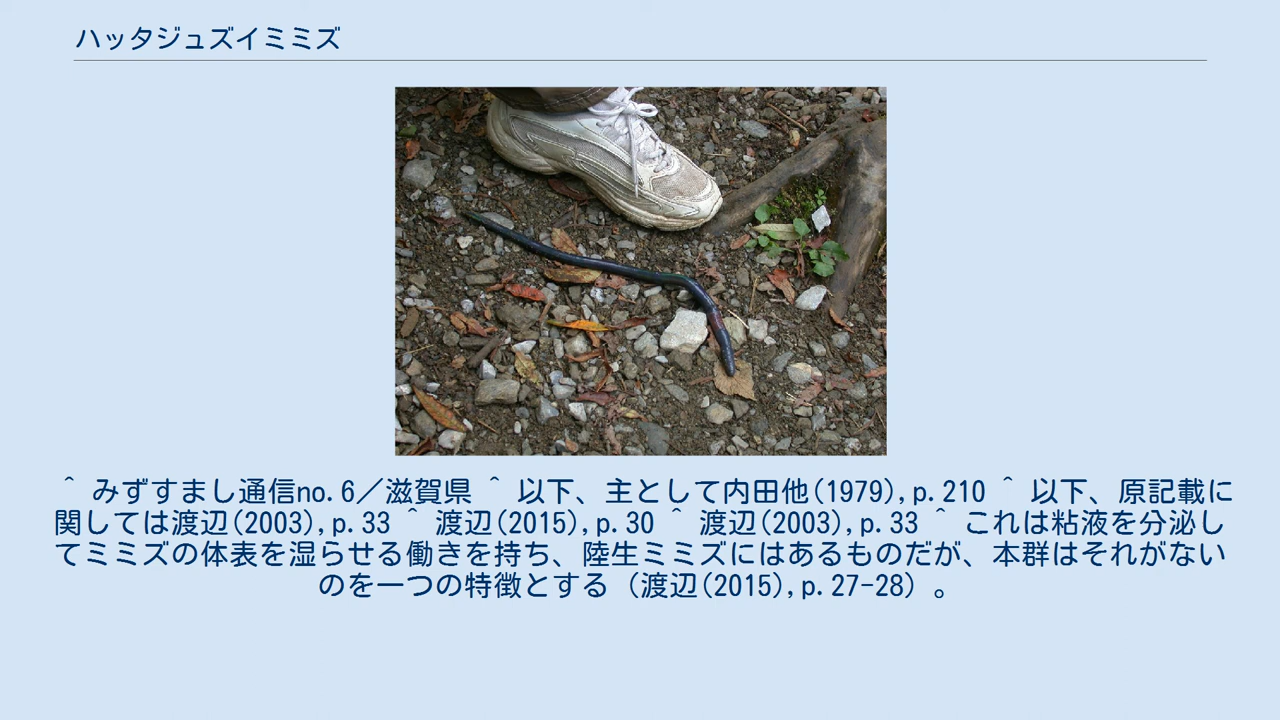 ハッタジュズイミミズ
＾ みずすまし通信no.6／滋賀県 ＾ 以下、主として内田他(1979),p.210 ＾ 以下、原記載に
関しては渡辺(2003),p.33 ＾ 渡辺(2015),p.30 ＾ 渡辺(2003),p.33 ＾ これは粘液を分泌し
てミミズの体表を湿らせる働きを持ち、陸生ミミズにはあるものだが、本群はそれがない
のを一つの特徴とする（渡辺(2015),p.27-28）。